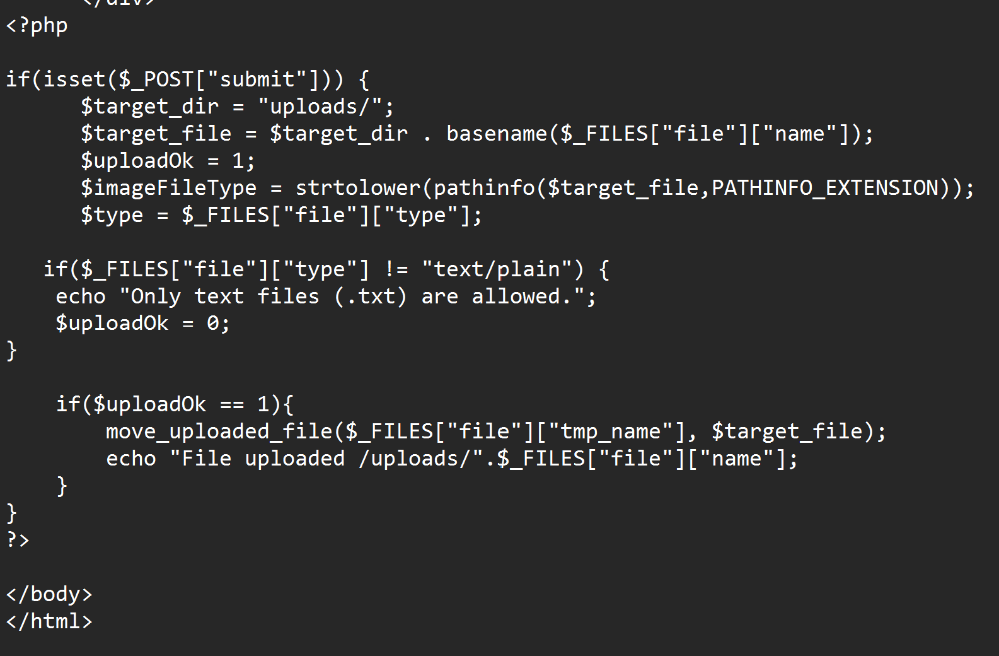 </div>
<?php
if(isset($_POST["submit"])) {
$target_dir = "uploads/";
$target_file = $target_dir . basename($_FILES["file"]["name"]);
$uploadOk = 1;
$imageFileType = strtolower(pathinfo($target_file,PATHINFO_EXTENSION));
$type = $_FILES["file"]["type"];
if($_FILES["file"]["type"] != "text/plain") {
echo "Only text files (.txt) are allowed.";
$uploadOk = 0;
}
if($uploadOk == 1){
move_uploaded_file($_FILES["file"]["tmp_name"], $target_file);
echo "File uploaded /uploads/".$_FILES["file"]["name"];
}
}
?>
</body>
</html>